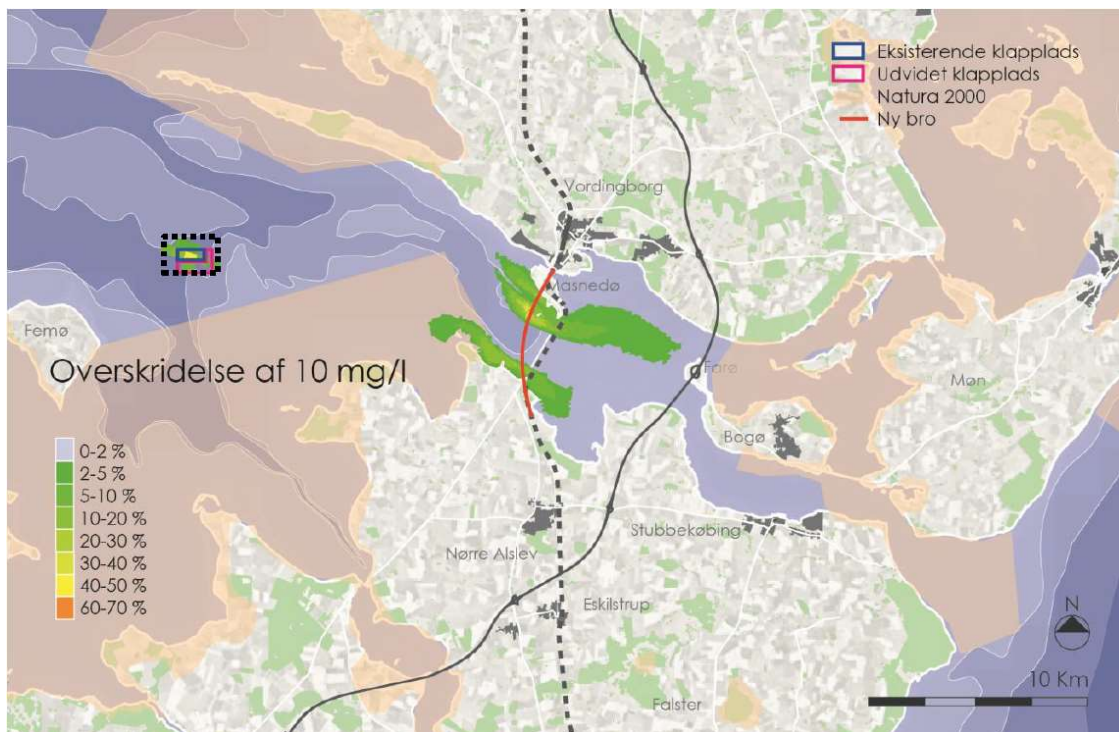 Eksisterende klapplads
Udvidet klapplads
Natura 2000
Ny bro
Vordingborg
Masnedø
Femø
Farø
Møn
Overskridelse af 10 mg/l
Bogø
0-2 %
2-5 %
5-10 %
10-20 %
20-30 %
30-40 %
40-50 %
60-70 %
Stubbekøbing
Nørre Alslev
Eskilstrup
N
10 Km
Falster